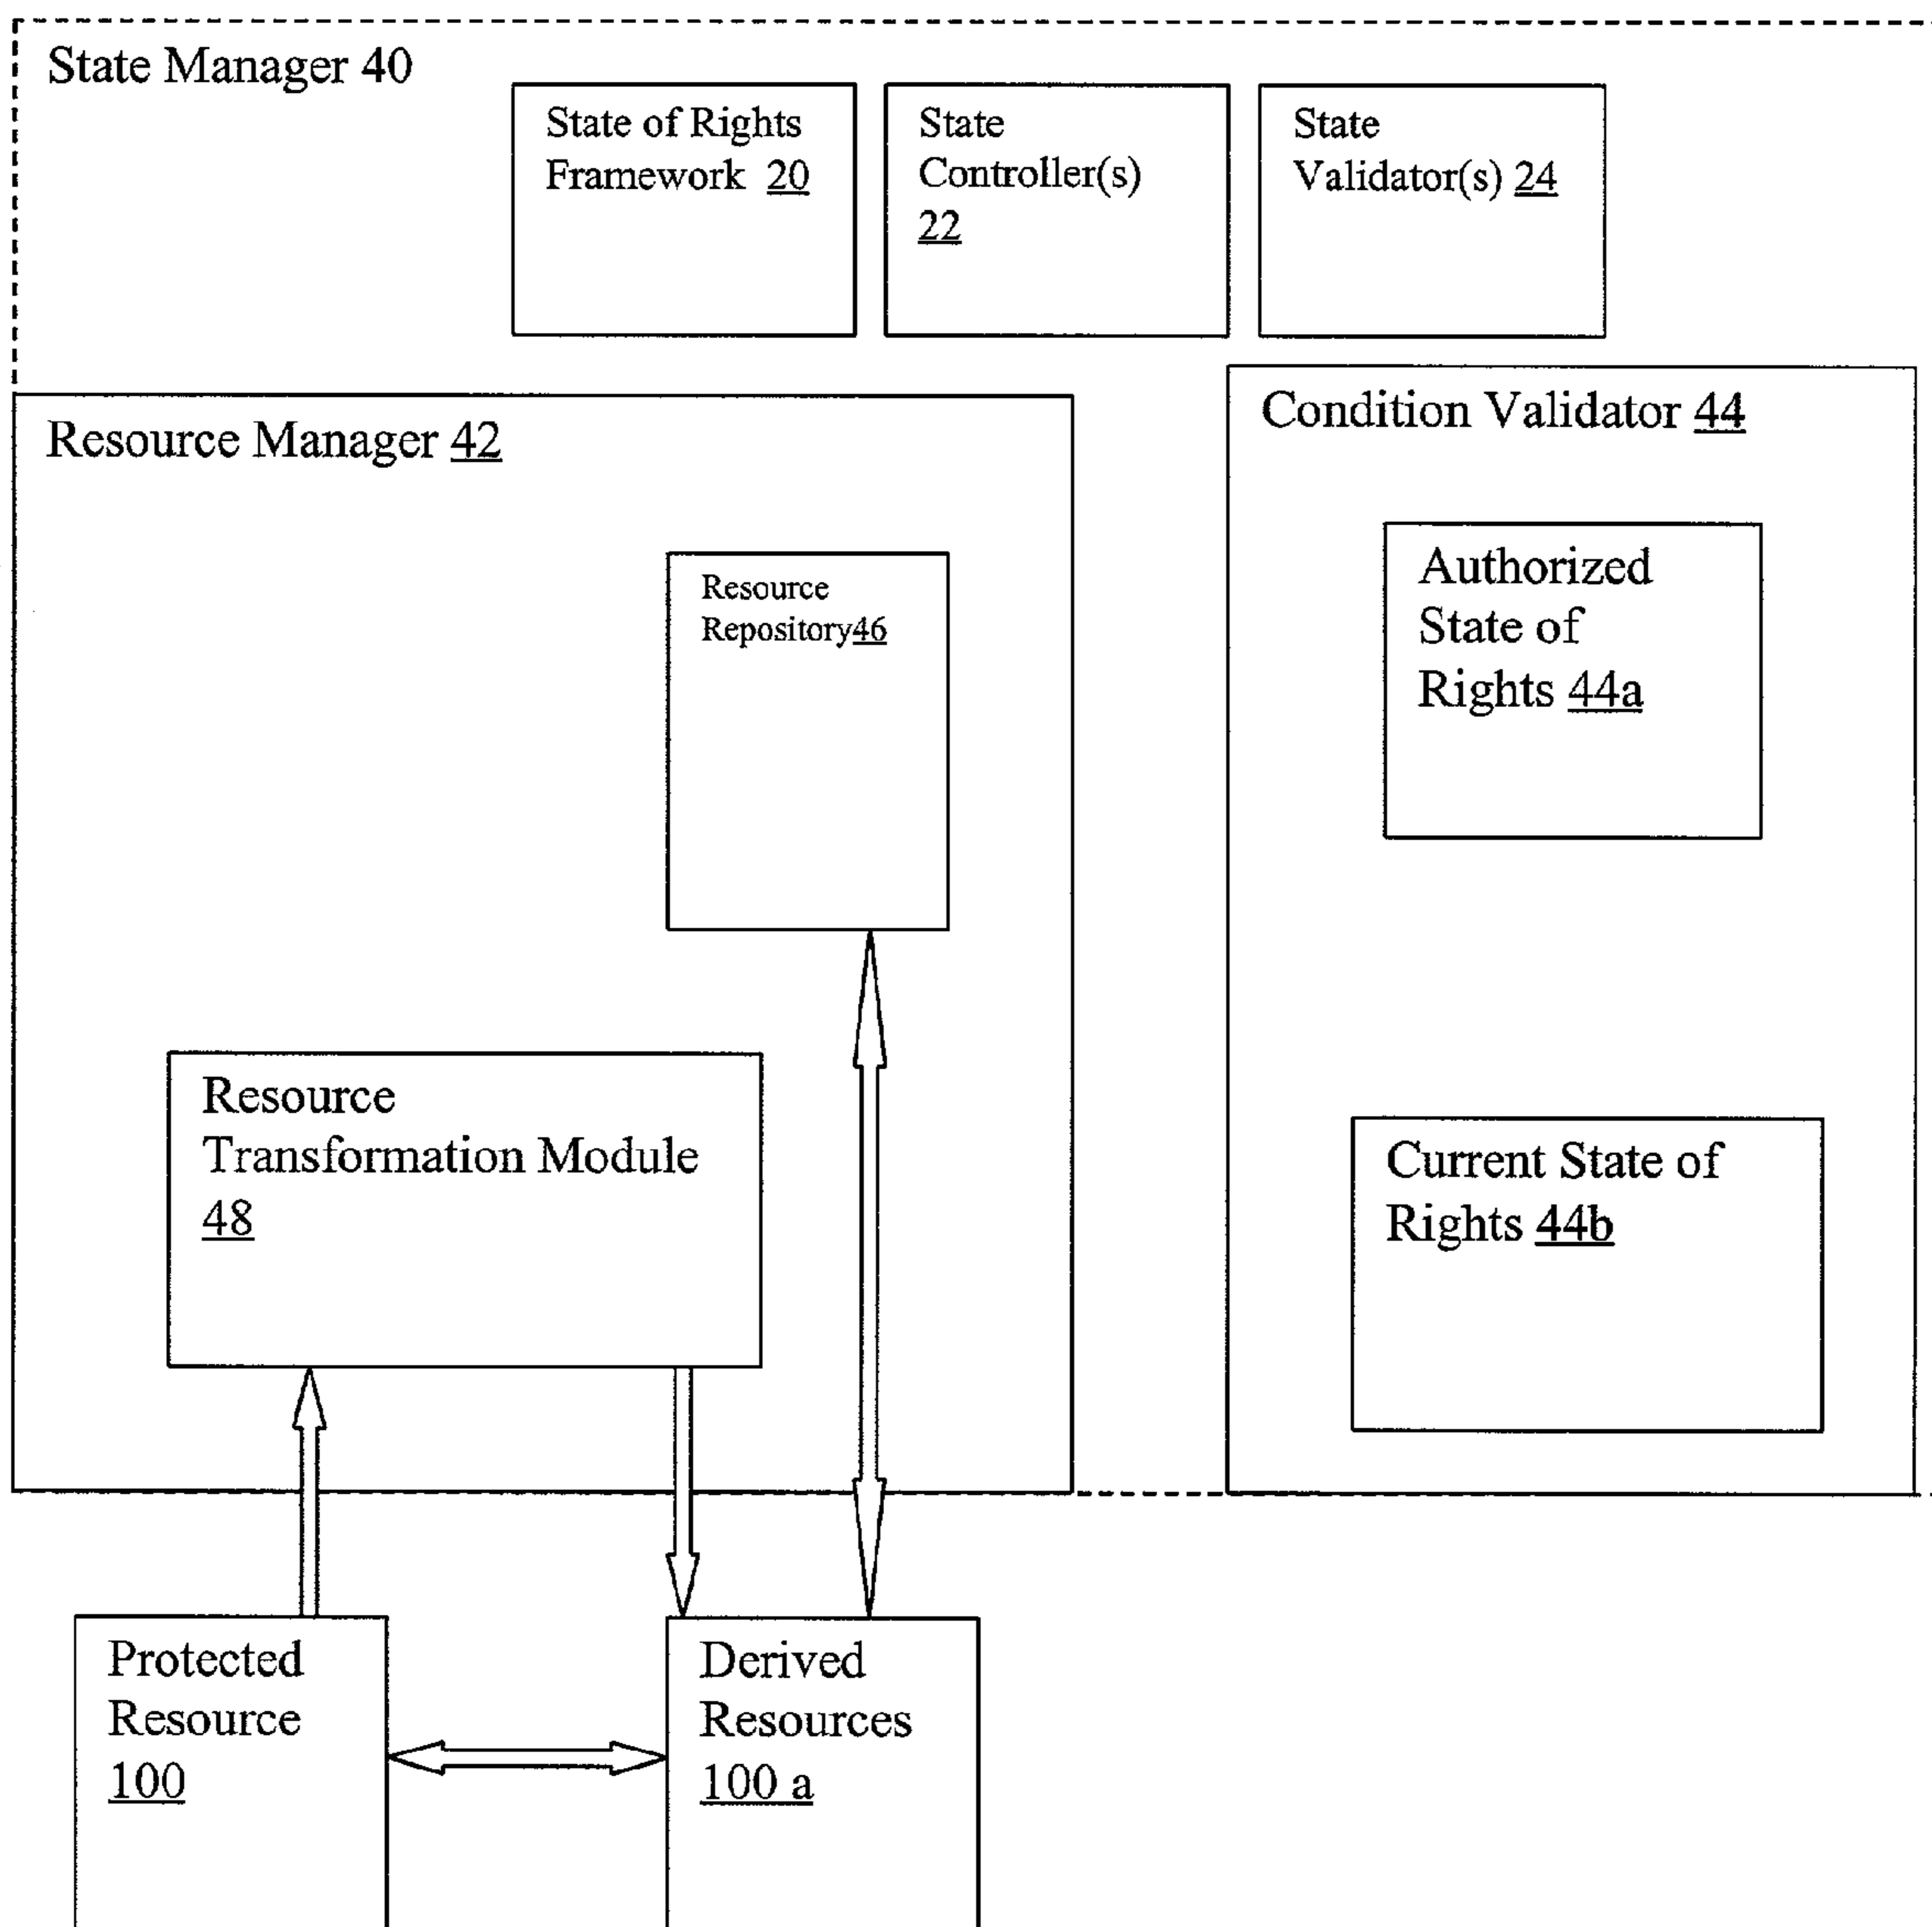 State Manager 40
State of Rights
Framework 20
State
Controller(s)
22
State
Validator(s) 24
Resource Manager 42
Condition Validator 44
Resource
Repository46
Authorized
State of
Rights 44a
Resource
Transformation Module
48
Current State of
Rights 44b
Protected
Resource
100
Derived
Resources
100 a